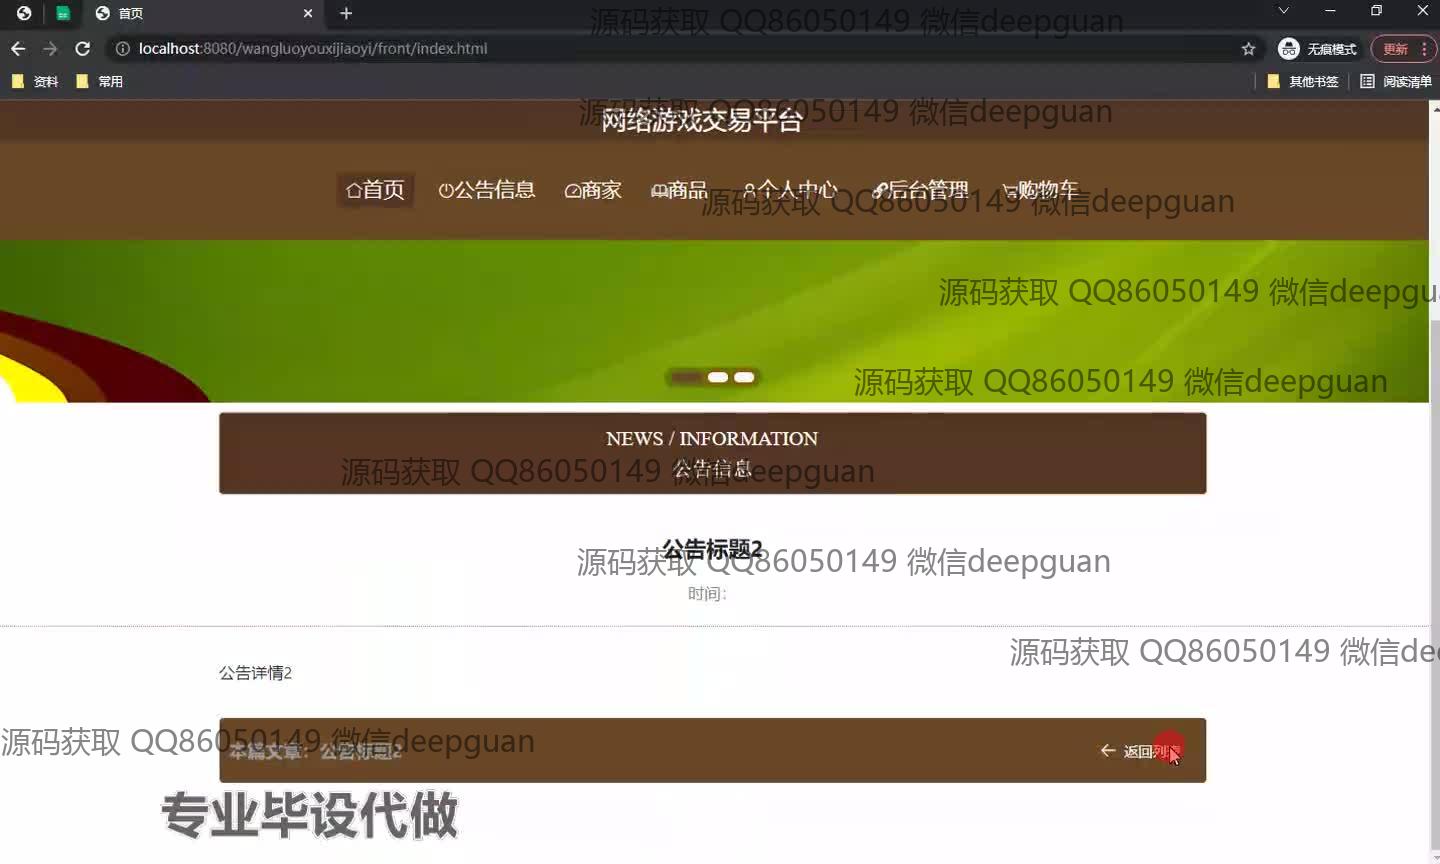 首页
源码获取 QQ86050149 微信deepguan
localhost:8080/wangluoyouxijiaoyi/front/index.html
无痕模式
更新
资料
常用
其他书签
阅读清单
源码获取 QQ86050149 微信deepguan
网络游戏交易平台
首页
公告信息
商家
商品
个人中心
后台管理
购物车
源码获取 QQ86050149 微信deepguan
源码获取 QQ86050149 微信deepgu
源码获取 QQ86050149 微信deepguan
NEWS / INFORMATION
公告信息
源码获取 QQ86050149 微信deepguan
公告标题2
源码获取 QQ86050149 微信deepguan
时间：
源码获取 QQ86050149 微信dee
公告详情2
源码获取 QQ86050149 微信deepguan
本篇文章：公告标题2
返回列表
专业毕设代做